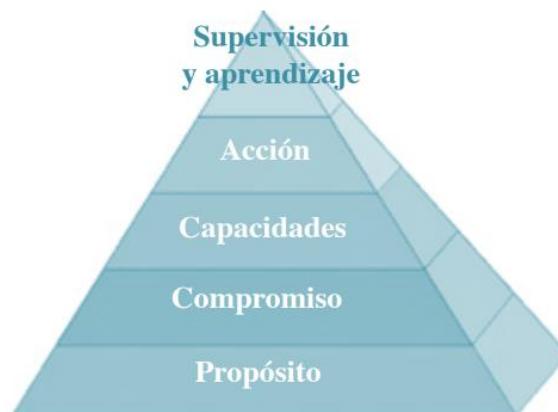 Supervisión
y aprendizaje
Acción
Capacidades
Compromiso
Propósito